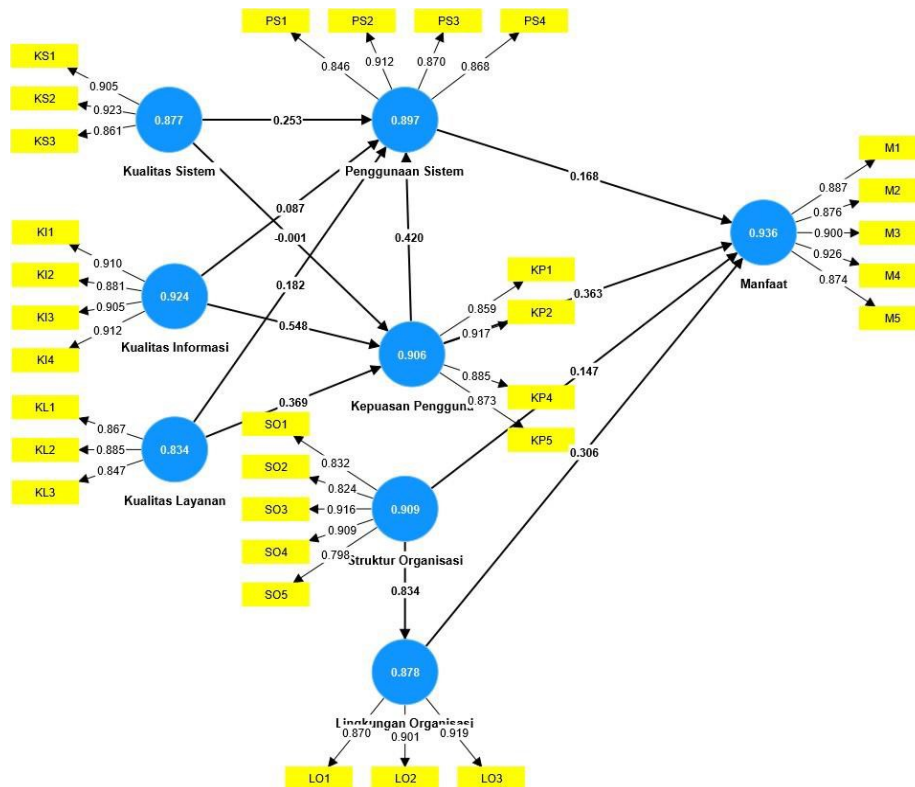 PS1 PS2 PS3 PS4
0.846 0.912 0.870 0.868
KS1
KS2
KS3
0.905
0.923
0.861
0.877
Kualitas Sistem
0.253
0.897
Penggunaan Sistem
0.087
-0.001
0.182
0.420
0.168
KI1
KI2
KI3
KI4
0.910
0.881
0.905
0.912
0.924
Kualitas Informasi
0.548
KL1
KL2
KL3
0.867
0.885
0.847
0.834
Kualitas Layanan
0.369
0.906
Kepuasan Pengguna
KP1
KP2
KP4
KP5
0.859
0.917
0.885
0.873
0.363
0.147
0.306
M1
M2
M3
M4
M5
0.887
0.876
0.900
0.926
0.874
0.936
Manfaat
SO1
SO2
SO3
SO4
SO5
0.832
0.824
0.916
0.909
0.798
0.909
Struktur Organisasi
0.834
0.878
Lingkungan Organisasi
0.870 0.901 0.919
LO1 LO2 LO3